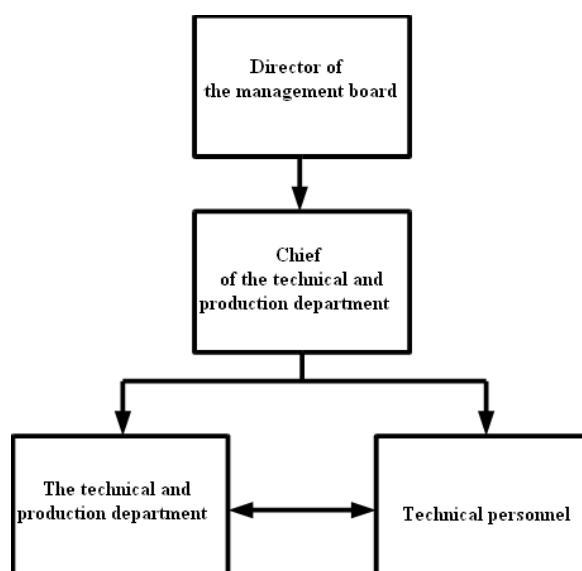 Director of
the management board
Chief
of the technical and
production department
The technical and
production department
Technical personnel